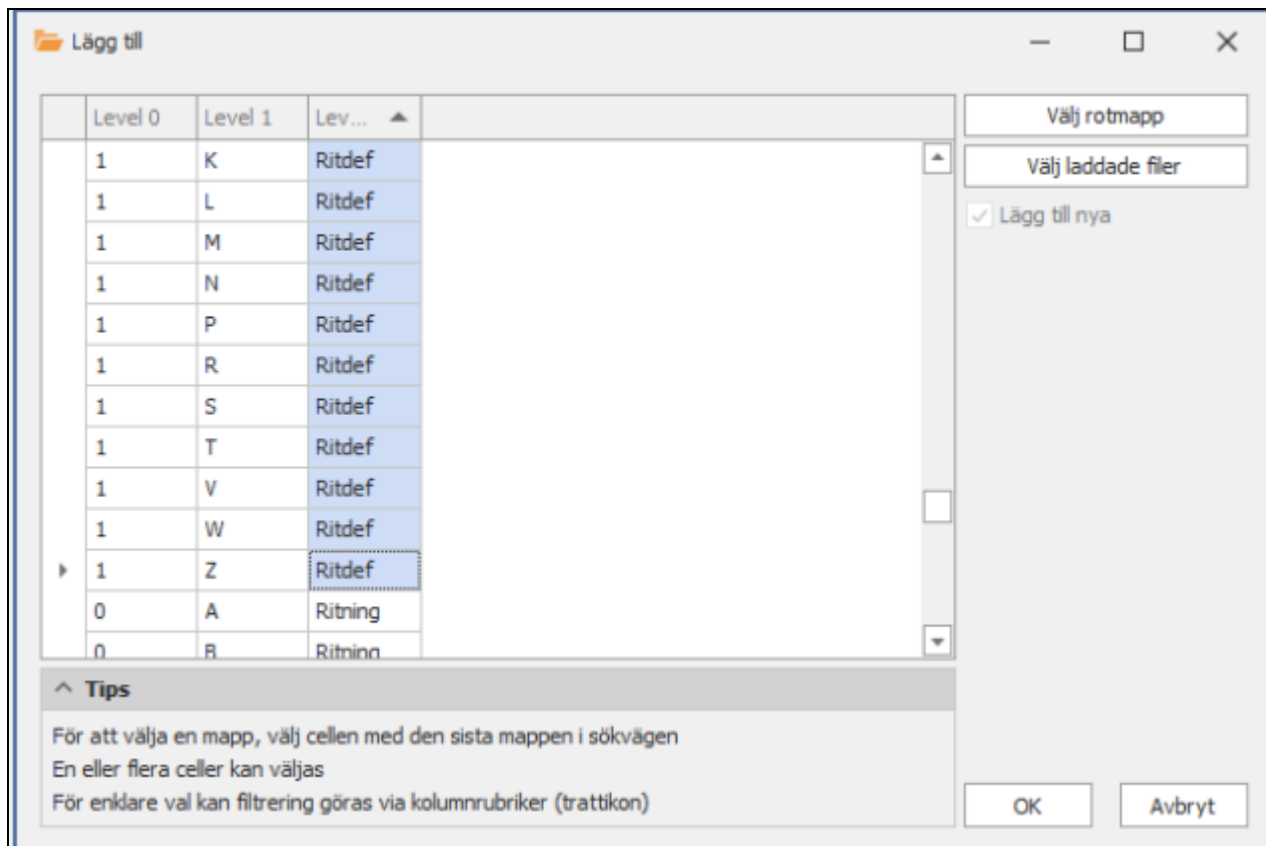 Lägg till
Level 0 Level 1 Lev...
Välj rotmapp
1 K Ritdef
Välj laddade filer
1 L Ritdef
Lägg till nya
1 M Ritdef
1 N Ritdef
1 P Ritdef
1 R Ritdef
1 S Ritdef
1 T Ritdef
1 V Ritdef
1 W Ritdef
1 Z Ritdef
0 A Ritning
0 B Ritning
Tips
För att välja en mapp, välj cellen med den sista mappen i sökvägen
En eller flera celler kan väljas
För enklare val kan filtrering göras via kolumnrubriker (trattikon)
OK Avbryt